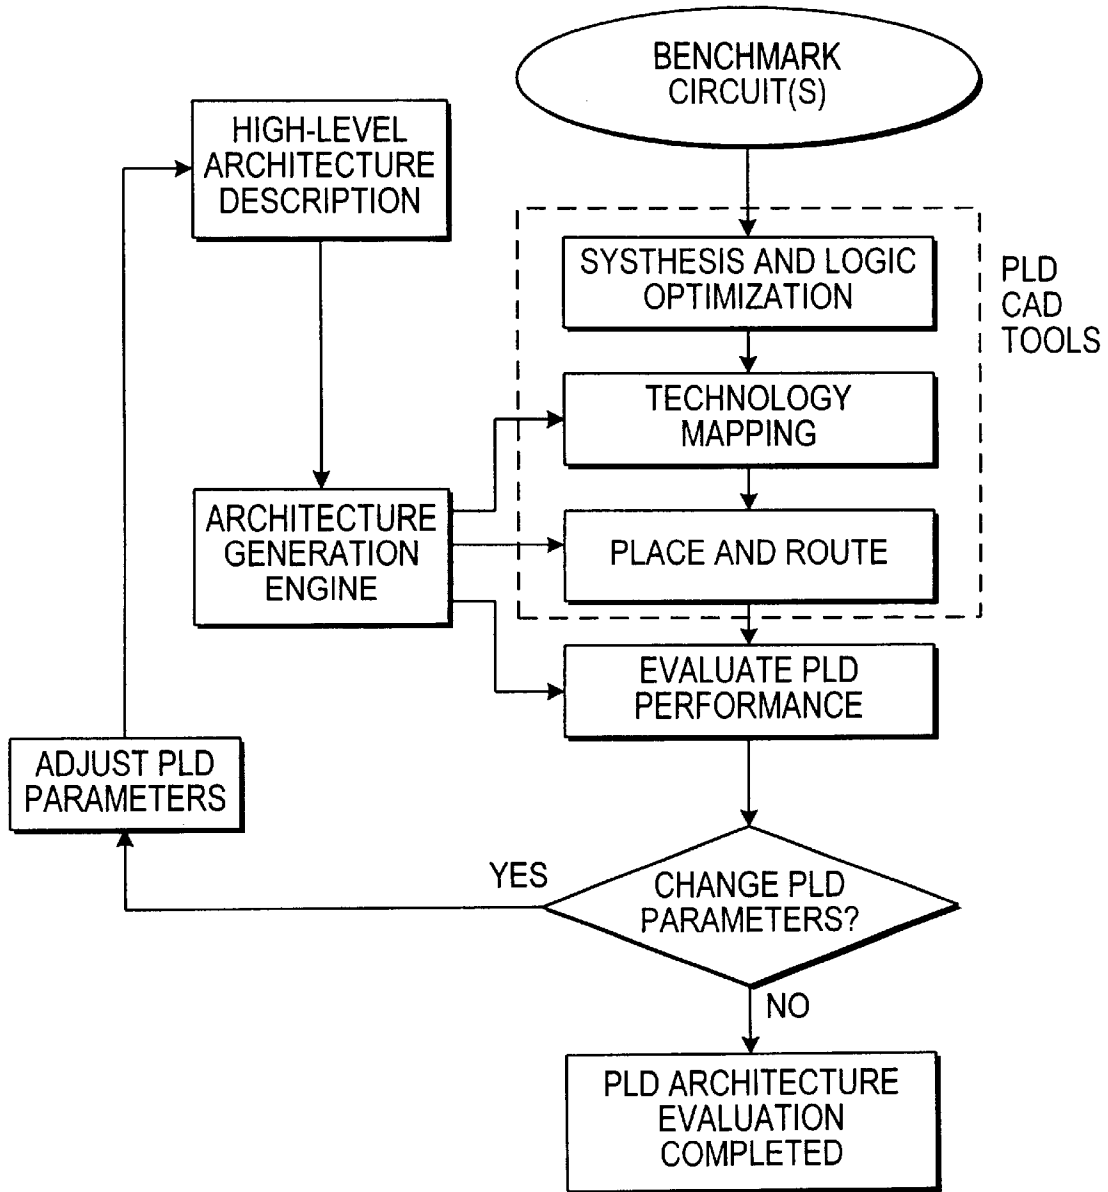 BENCHMARK
CIRCUIT(S)
HIGH-LEVEL
ARCHITECTURE
DESCRIPTION
SYSTHESIS AND LOGIC
OPTIMIZATION
PLD
CAD
TOOLS
TECHNOLOGY
MAPPING
ARCHITECTURE
GENERATION
ENGINE
PLACE AND ROUTE
EVALUATE PLD
PERFORMANCE
ADJUST PLD
PARAMETERS
YES
CHANGE PLD
PARAMETERS?
NO
PLD ARCHITECTURE
EVALUATION
COMPLETED